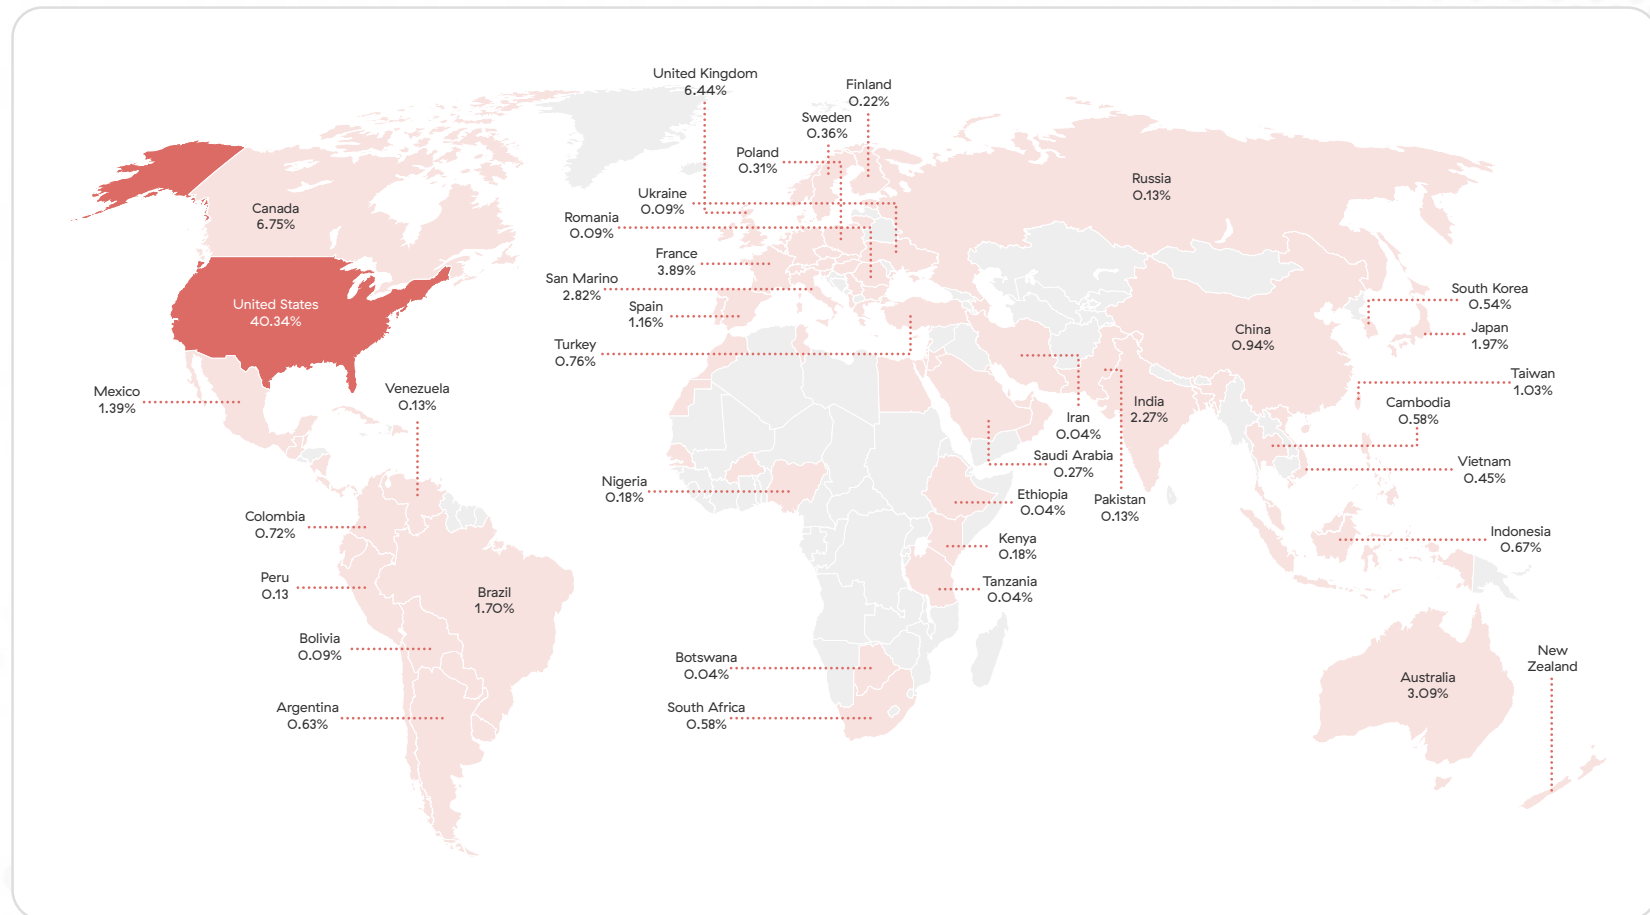 United Kingdom
6.44%
Finland
0.22%
Sweden
0.36%
Poland
0.31%
Ukraine
0.09%
Romania
0.09%
France
3.89%
San Marino
2.82%
Spain
1.16%
Turkey
0.76%
Russia
0.13%
Canada
6.75%
United States
40.34%
Mexico
1.39%
Venezuela
0.13%
South Korea
0.54%
Japan
1.97%
China
0.94%
Taiwan
1.03%
Cambodia
0.58%
India
2.27%
Iran
0.04%
Saudi Arabia
0.27%
Vietnam
0.45%
Nigeria
0.18%
Ethiopia
0.04%
Pakistan
0.13%
Colombia
0.72%
Kenya
0.18%
Indonesia
0.67%
Peru
0.13
Brazil
1.70%
Tanzania
0.04%
Bolivia
0.09%
Botswana
0.04%
New
Zealand
Australia
3.09%
Argentina
0.63%
South Africa
0.58%